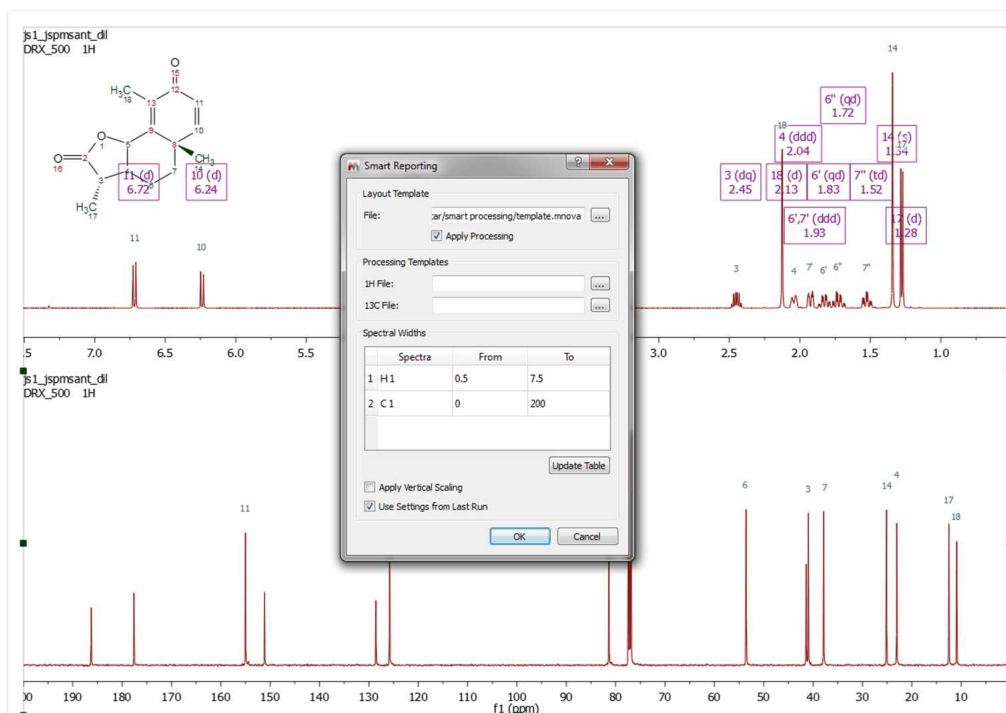 js1_jspmsant_dil
DRX_500 1H
O
15
12
H₃C
18
13
11
9
10
O
1
5
8
O
16
2
7
CH₃
14
3
H₃C
17
11 (d)
6.72
10 (d)
6.24
11
10
14
6'' (qd)
1.72
18
4 (ddd)
2.04
14 (s)
1.34
17
3 (dq)
2.45
18 (d)
2.13
6' (qd)
1.83
7'' (td)
1.52
6',7' (ddd)
1.93
17 (d)
1.28
3
4
7'
6'
6''
7''
.5
7.0
6.5
6.0
5.5
3.0
2.5
2.0
1.5
1.0
Smart Reporting
Layout Template
File:
:ar/smart processing/template.mnova
...
Apply Processing
Processing Templates
1H File:
...
13C File:
...
Spectral Widths
Spectra From To
1 H1 0.5 7.5
2 C1 0 200
Update Table
Apply Vertical Scaling
Use Settings from Last Run
OK Cancel
js1_jspmsant_dil
DRX_500 1H
11
6
3
7
14
4
17
18
00 190 180 170 160 150 140 130 120 110 100 90 80 70 60 50 40 30 20 10 0
f1 (ppm)